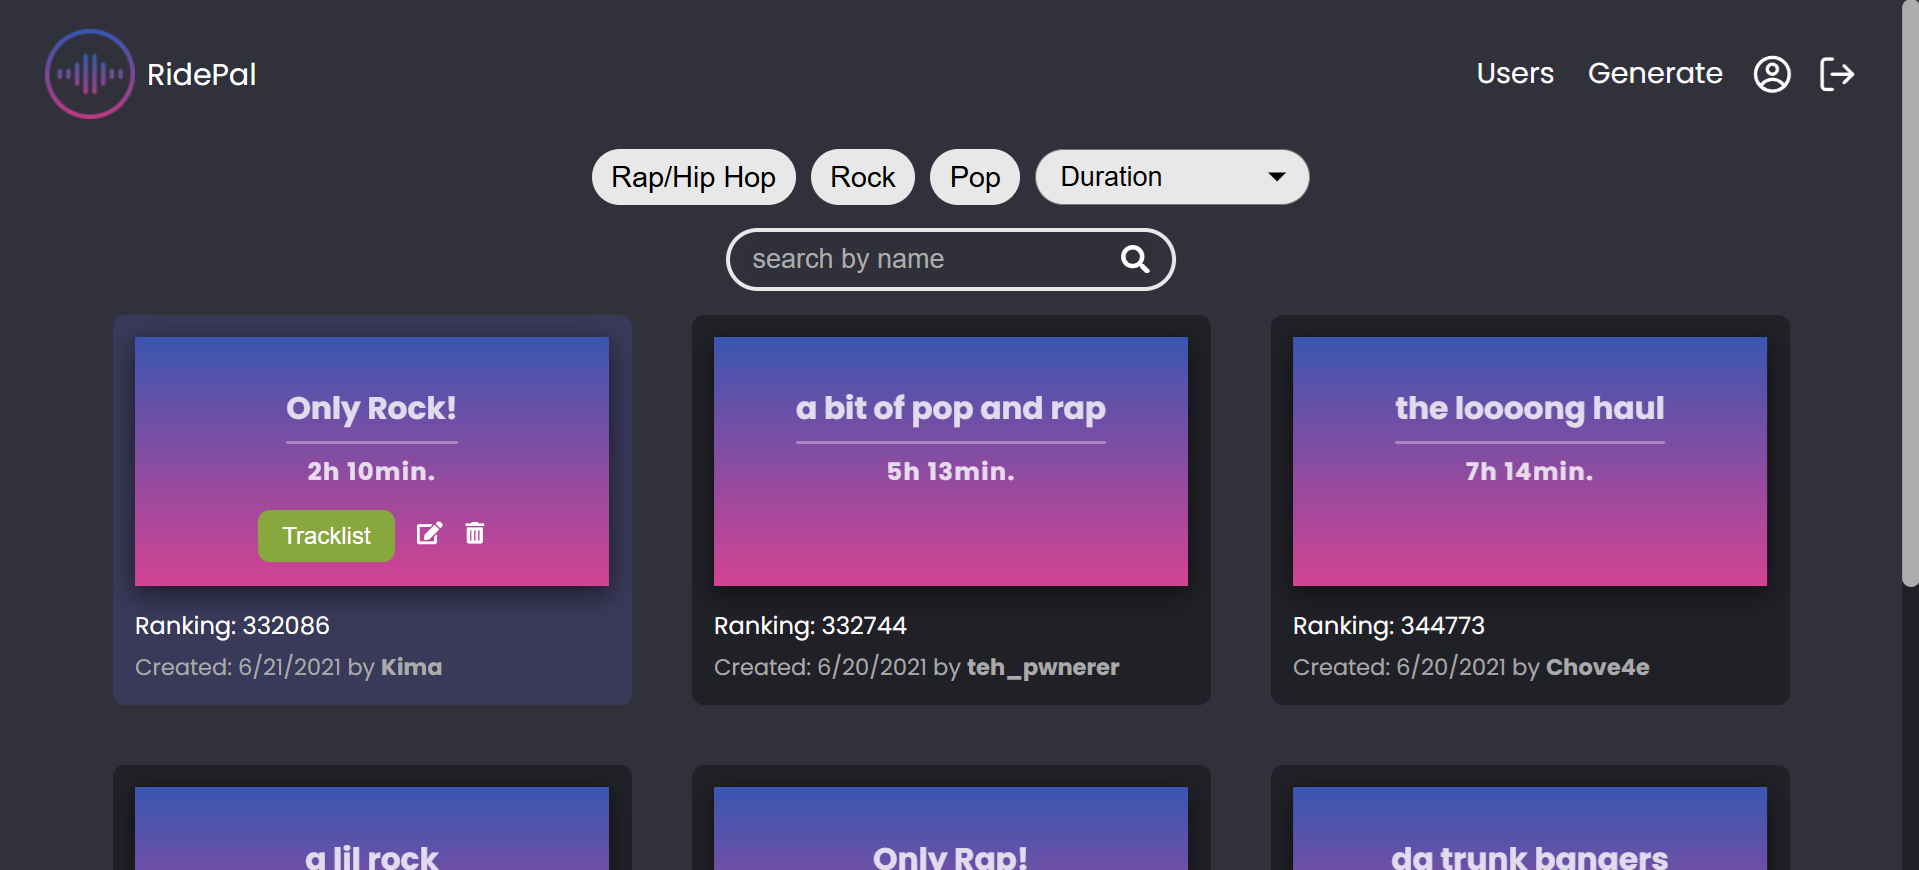 RidePal
Users Generate
Rap/Hip Hop Rock Pop Duration
search by name
Only Rock!
2h 10min.
Tracklist
Ranking: 332086
Created: 6/21/2021 by Kima
a bit of pop and rap
5h 13min.
Ranking: 332744
Created: 6/20/2021 by teh_pwnerer
the loooong haul
7h 14min.
Ranking: 344773
Created: 6/20/2021 by Chove4e
a lil rock
Only Rap!
da trunk bangers